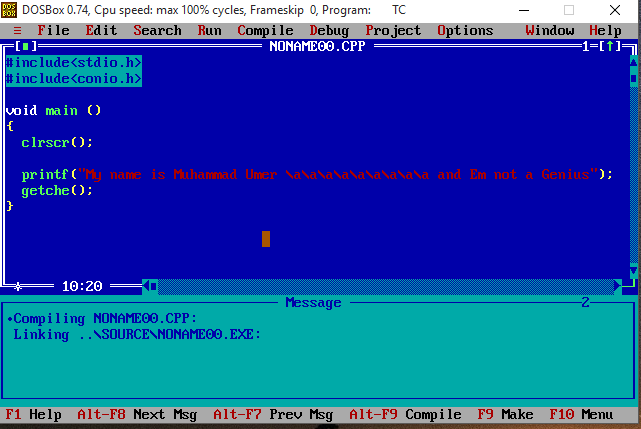 DOSBox 0.74, Cpu speed: max 100% cycles, Frameskip 0, Program: TC
≡ File Edit Search Run Compile Debug Project Options Window Help
[■] NONAME00.CPP 1=[↑]
#include<stdio.h>
#include<conio.h>
void main ()
{
clrscr();
printf("My name is Muhammad Umer \a\a\a\a\a\a\a\a\a and Em not a Genius");
getche();
}
10:20
Message 2
•Compiling NONAME00.CPP:
Linking ..\SOURCE\NONAME00.EXE:
F1 Help Alt-F8 Next Msg Alt-F7 Prev Msg Alt-F9 Compile F9 Make F10 Menu